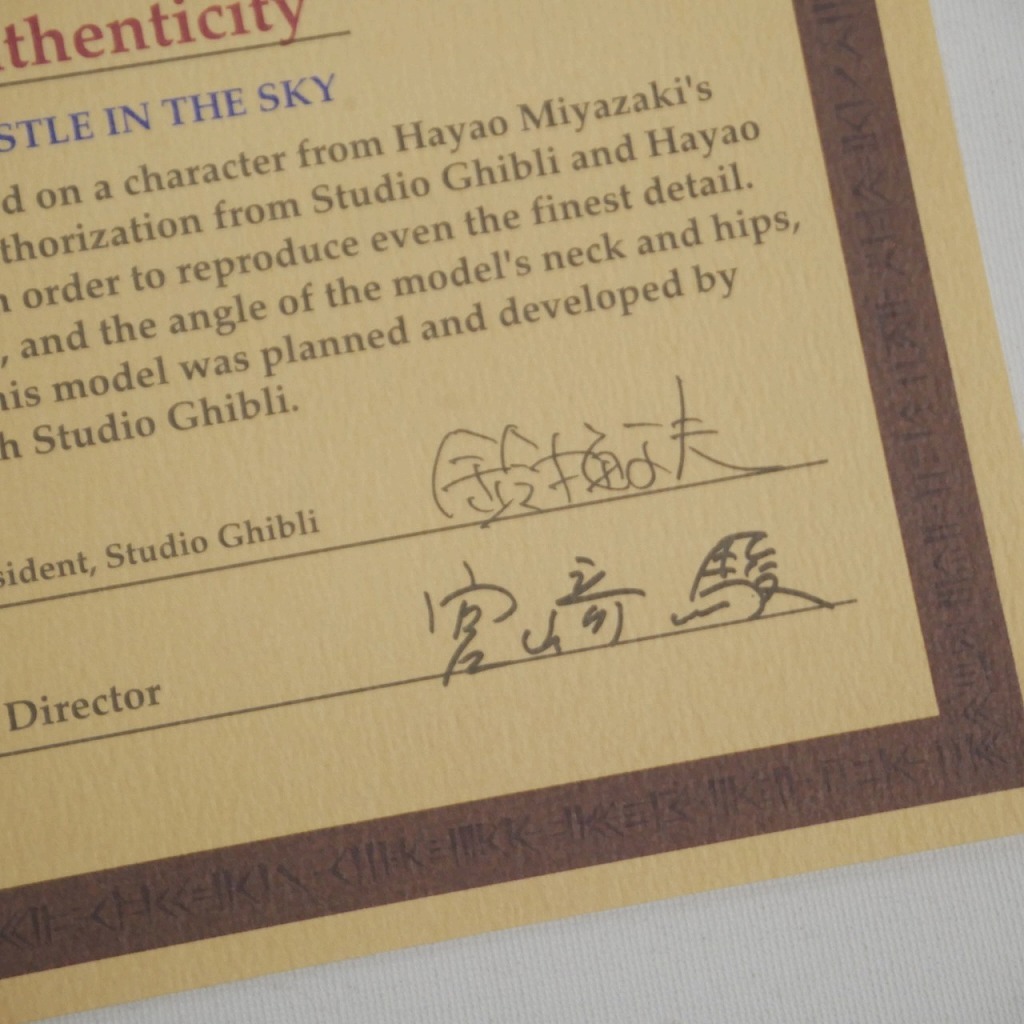 thenticity
STLE IN THE SKY
d on a character from Hayao Miyazaki's
thorization from Studio Ghibli and Hayao
n order to reproduce even the finest detail.
, and the angle of the model's neck and hips,
his model was planned and developed by
h Studio Ghibli.
sident, Studio Ghibli 鈴木敏夫
Director 宮崎駿